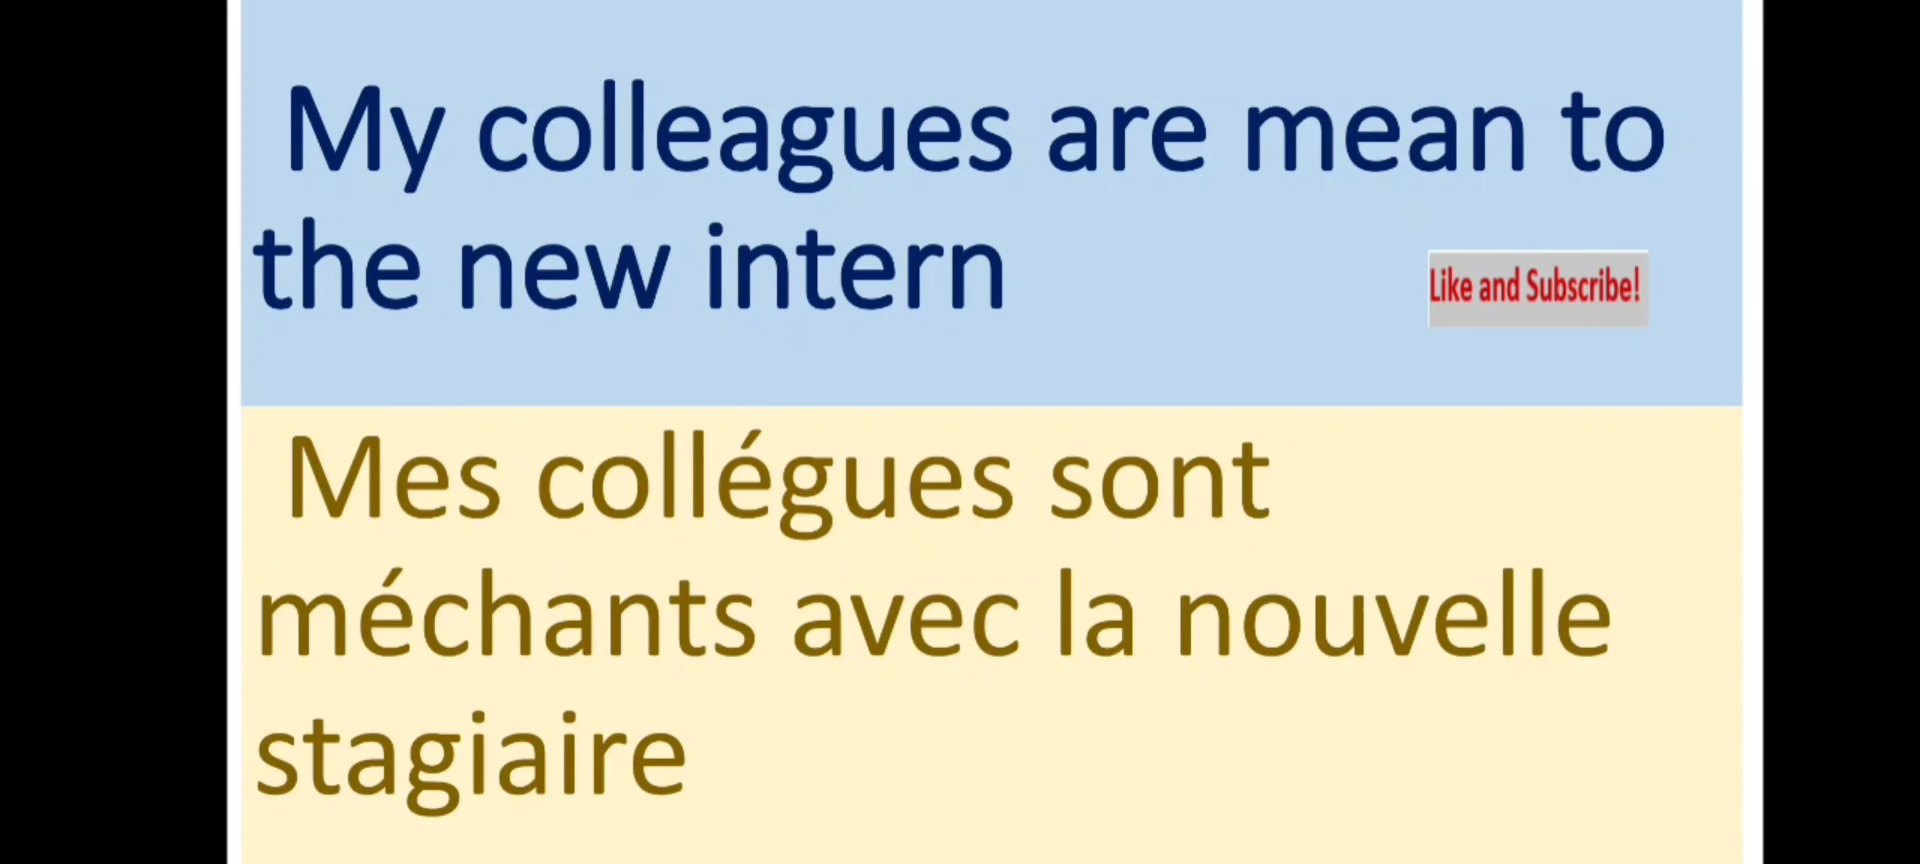 My colleagues are mean to
the new intern
Like and Subscribe!
Mes collégues sont
méchants avec la nouvelle
stagiaire